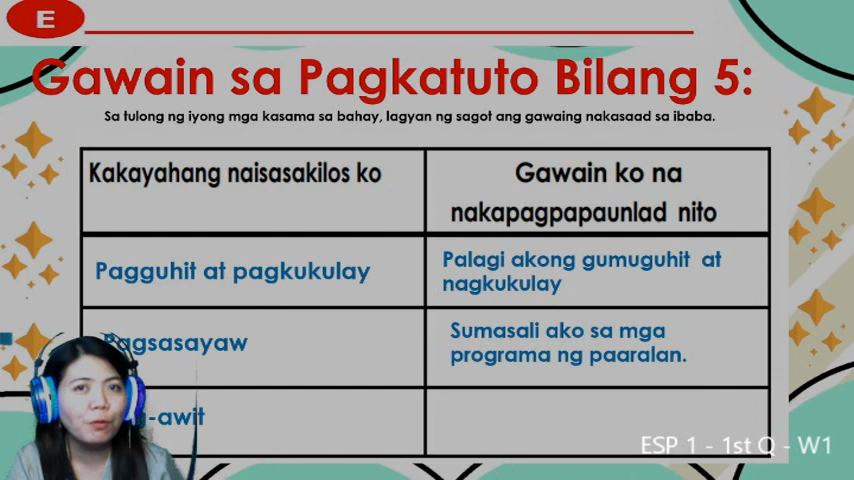 E
Gawain sa Pagkatuto Bilang 5:
Sa tulong ng iyong mga kasama sa bahay, lagyan ng sagot ang gawaing nakasaad sa ibaba.
Kakayahang naisasakilos ko
Gawain ko na
nakapagpapaunlad nito
Pagguhit at pagkukulay
Palagi akong gumuguhit at
nagkukulay
Pagsasayaw
Sumasali ako sa mga
programa ng paaralan.
ESP 1 - 1st Q - W1